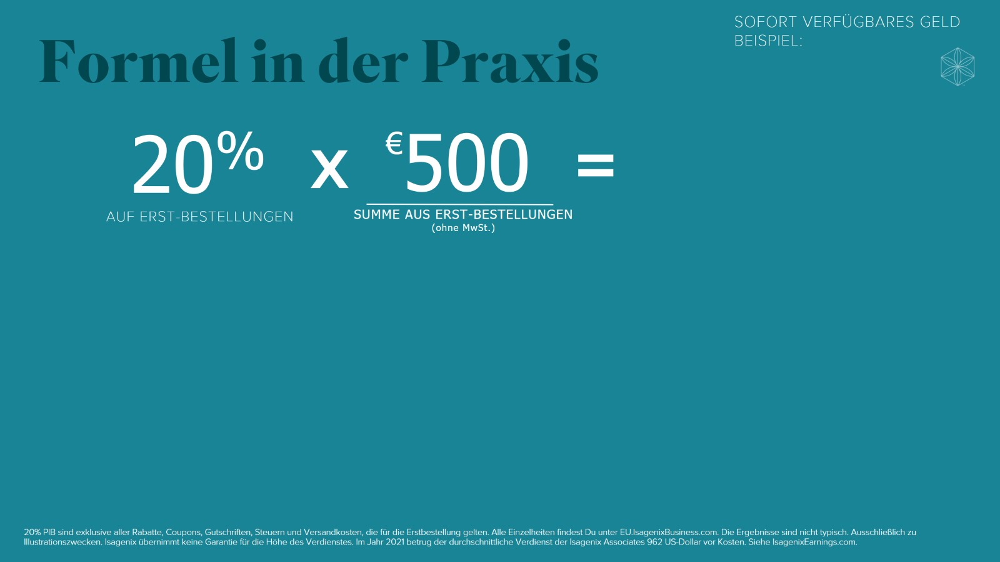 SOFORT VERFÜGBARES GELD
BEISPIEL:
Formel in der Praxis
20% x €500 =
AUF ERST-BESTELLUNGEN
SUMME AUS ERST-BESTELLUNGEN
(ohne MwSt.)
20% PIB sind exklusive aller Rabatte, Coupons, Gutschriften, Steuern und Versandkosten, die für die Erstbestellung gelten. Alle Einzelheiten findest Du unter EU.IsagenixBusiness.com. Die Ergebnisse sind nicht typisch. Ausschließlich zu
Illustrationszwecken. Isagenix übernimmt keine Garantie für die Höhe des Verdienstes. Im Jahr 2021 betrug der durchschnittliche Verdienst der Isagenix Associates 962 US-Dollar vor Kosten. Siehe IsagenixEarnings.com.